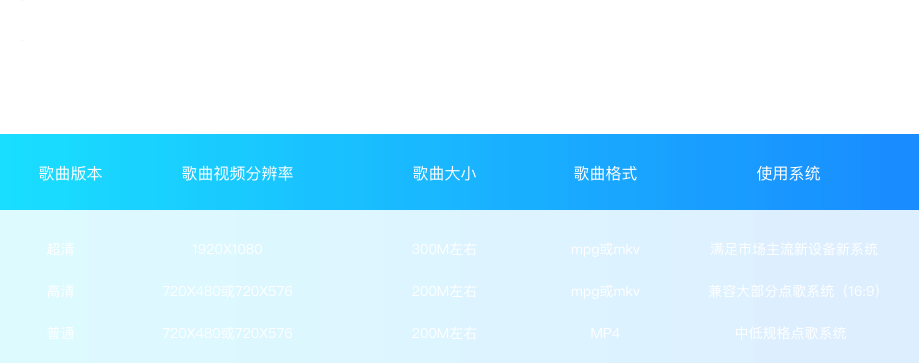 歌曲版本 歌曲视频分辨率 歌曲大小 歌曲格式 使用系统
超清 1920X1080 300M左右 mpg或mkv 满足市场主流新设备新系统
高清 720X480或720X576 200M左右 mpg或mkv 兼容大部分点歌系统（16:9）
普通 720X480或720X576 200M左右 MP4 中低规格点歌系统